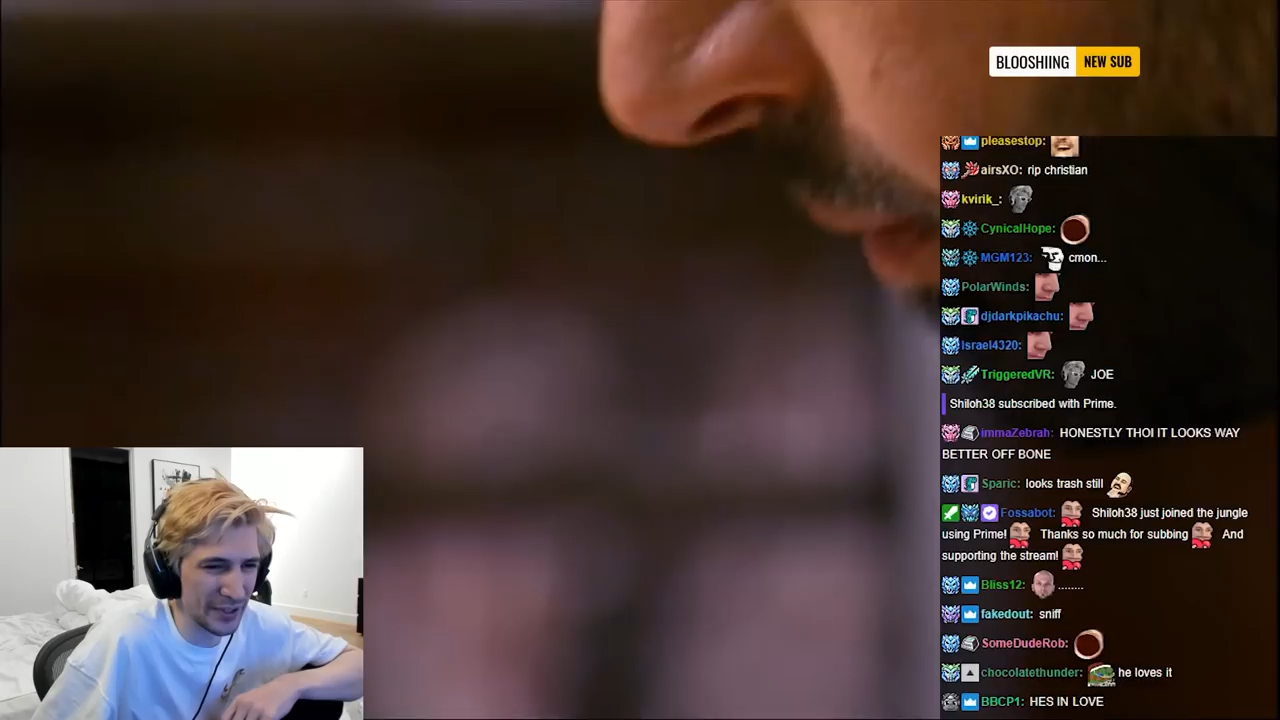 BLOOSHIING NEW SUB
pleasestop:
airsXO: rip christian
kvirik_:
CynicalHope:
MGM123: cmon...
PolarWinds:
djdarkpikachu:
Israel4320:
TriggeredVR: JOE
Shiloh38 subscribed with Prime.
immaZebrah: HONESTLY THOI IT LOOKS WAY
BETTER OFF BONE
Sparic: looks trash still
Fossabot: Shiloh38 just joined the jungle
using Prime! Thanks so much for subbing And
supporting the stream!
Bliss12: ........
fakedout: sniff
SomeDudeRob:
chocolatethunder: he loves it
BBCP1: HES IN LOVE